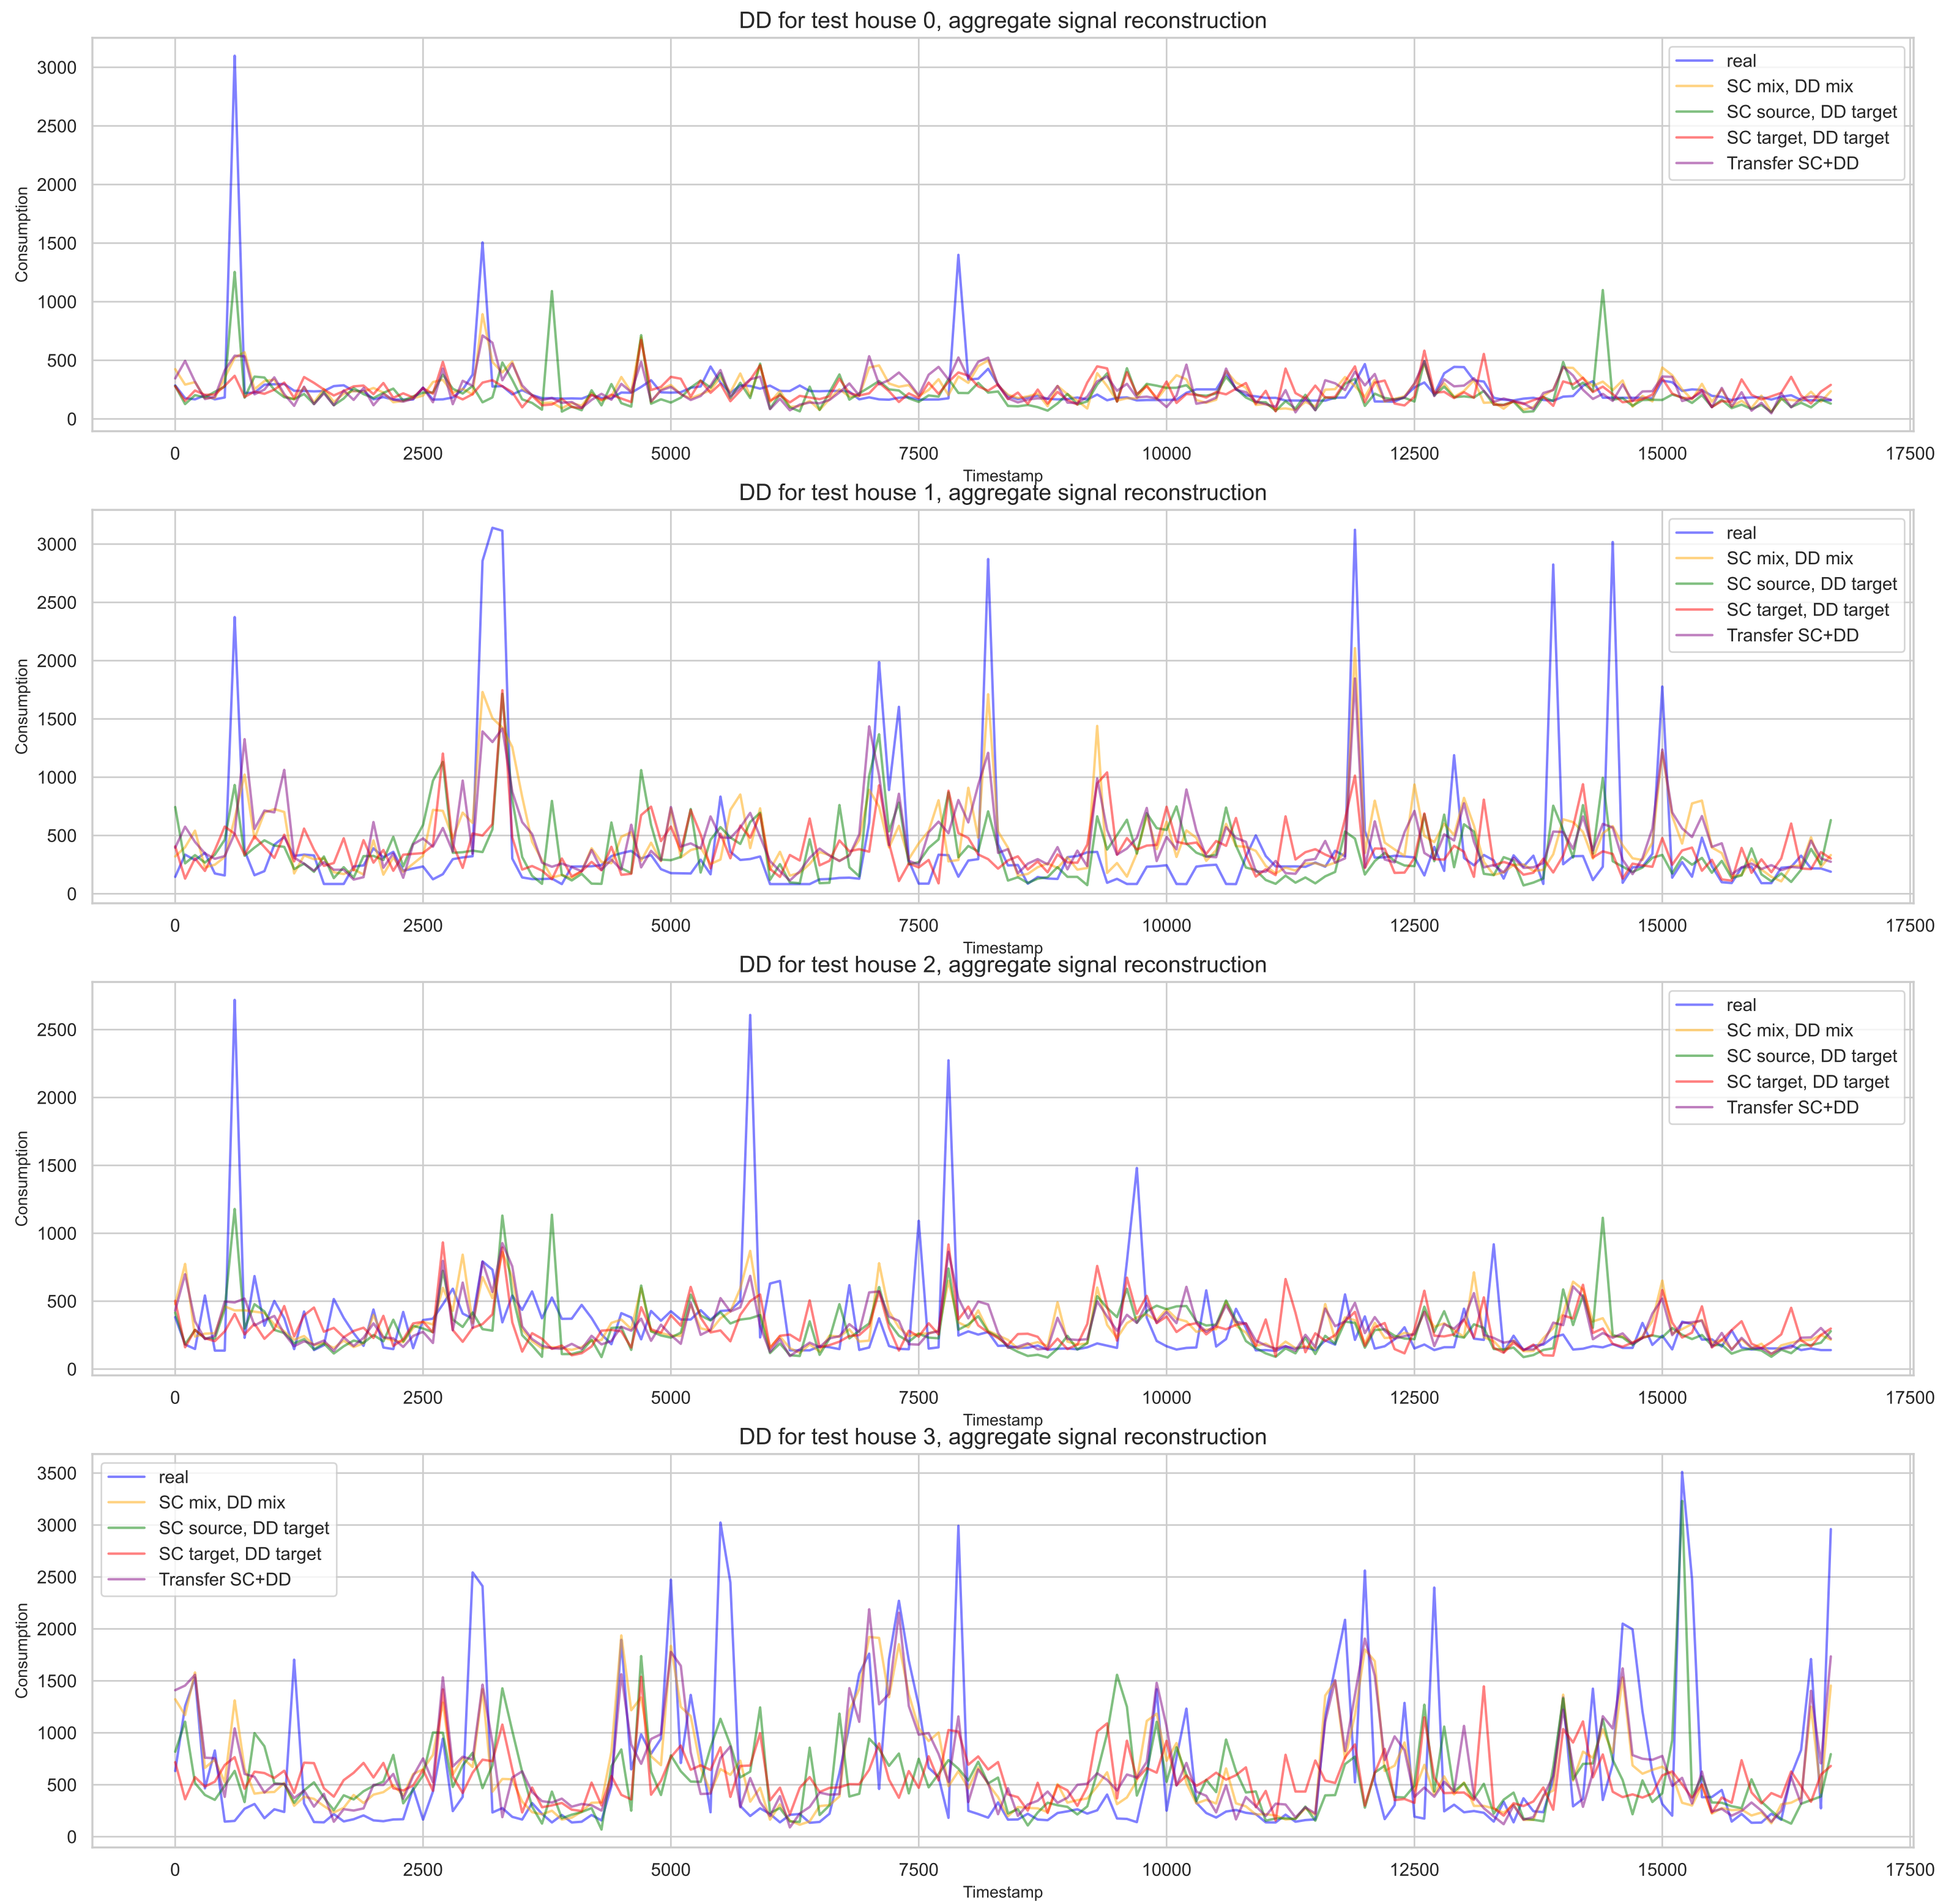 DD for test house 0, aggregate signal reconstruction
3000
2500
2000
1500
1000
500
0
Consumption
real
SC mix, DD mix
SC source, DD target
SC target, DD target
Transfer SC+DD
0 2500 5000 7500 10000 12500 15000 17500
Timestamp
DD for test house 1, aggregate signal reconstruction
3000
2500
2000
1500
1000
500
0
Consumption
real
SC mix, DD mix
SC source, DD target
SC target, DD target
Transfer SC+DD
0 2500 5000 7500 10000 12500 15000 17500
Timestamp
DD for test house 2, aggregate signal reconstruction
2500
2000
1500
1000
500
0
Consumption
real
SC mix, DD mix
SC source, DD target
SC target, DD target
Transfer SC+DD
0 2500 5000 7500 10000 12500 15000 17500
Timestamp
DD for test house 3, aggregate signal reconstruction
3500
3000
2500
2000
1500
1000
500
0
Consumption
real
SC mix, DD mix
SC source, DD target
SC target, DD target
Transfer SC+DD
0 2500 5000 7500 10000 12500 15000 17500
Timestamp